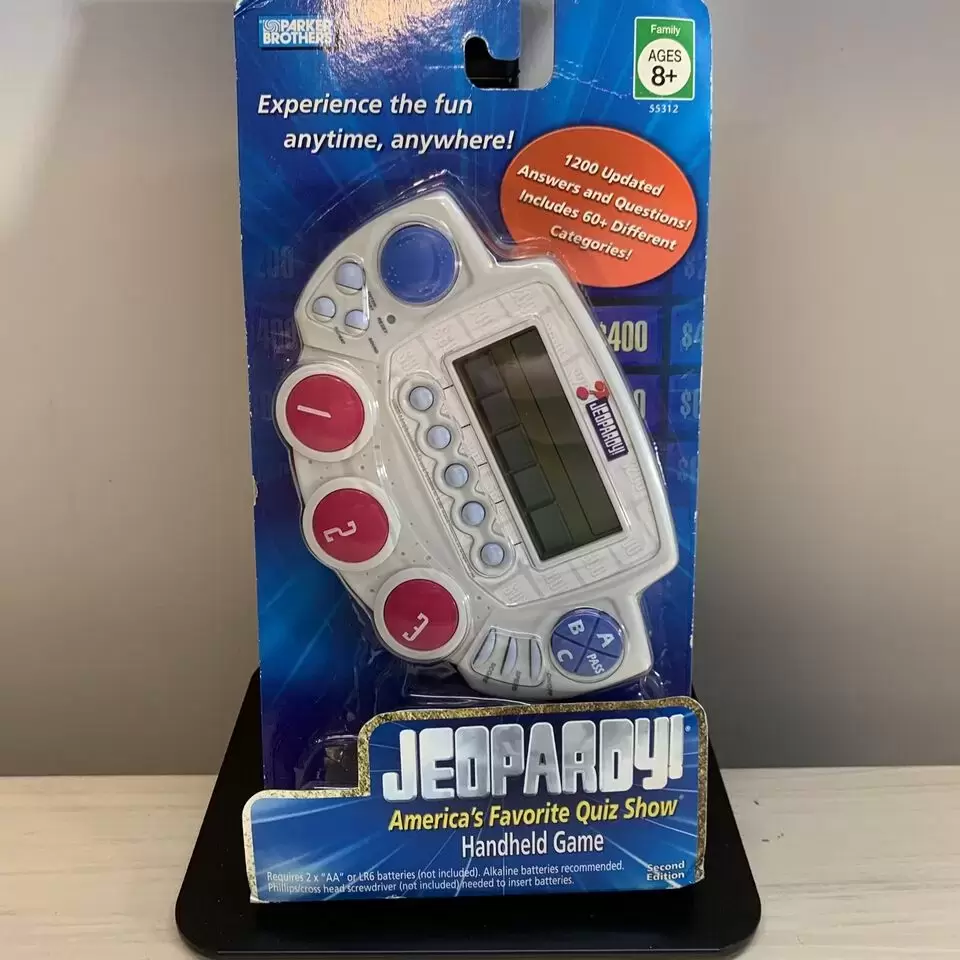 PARKER
BROTHERS
Family
AGES
8+
55312
Experience the fun
anytime, anywhere!
1200 Updated
Answers and Questions!
Includes 60+ Different
Categories!
$400
1
2
3
JEOPARDY!
A
B
C
PASS
JEOPARDY!
America's Favorite Quiz Show
Handheld Game
Requires 2 x "AA" or LR6 batteries (not included). Alkaline batteries recommended.
Phillips/cross head screwdriver (not included) needed to insert batteries.
Second
Edition